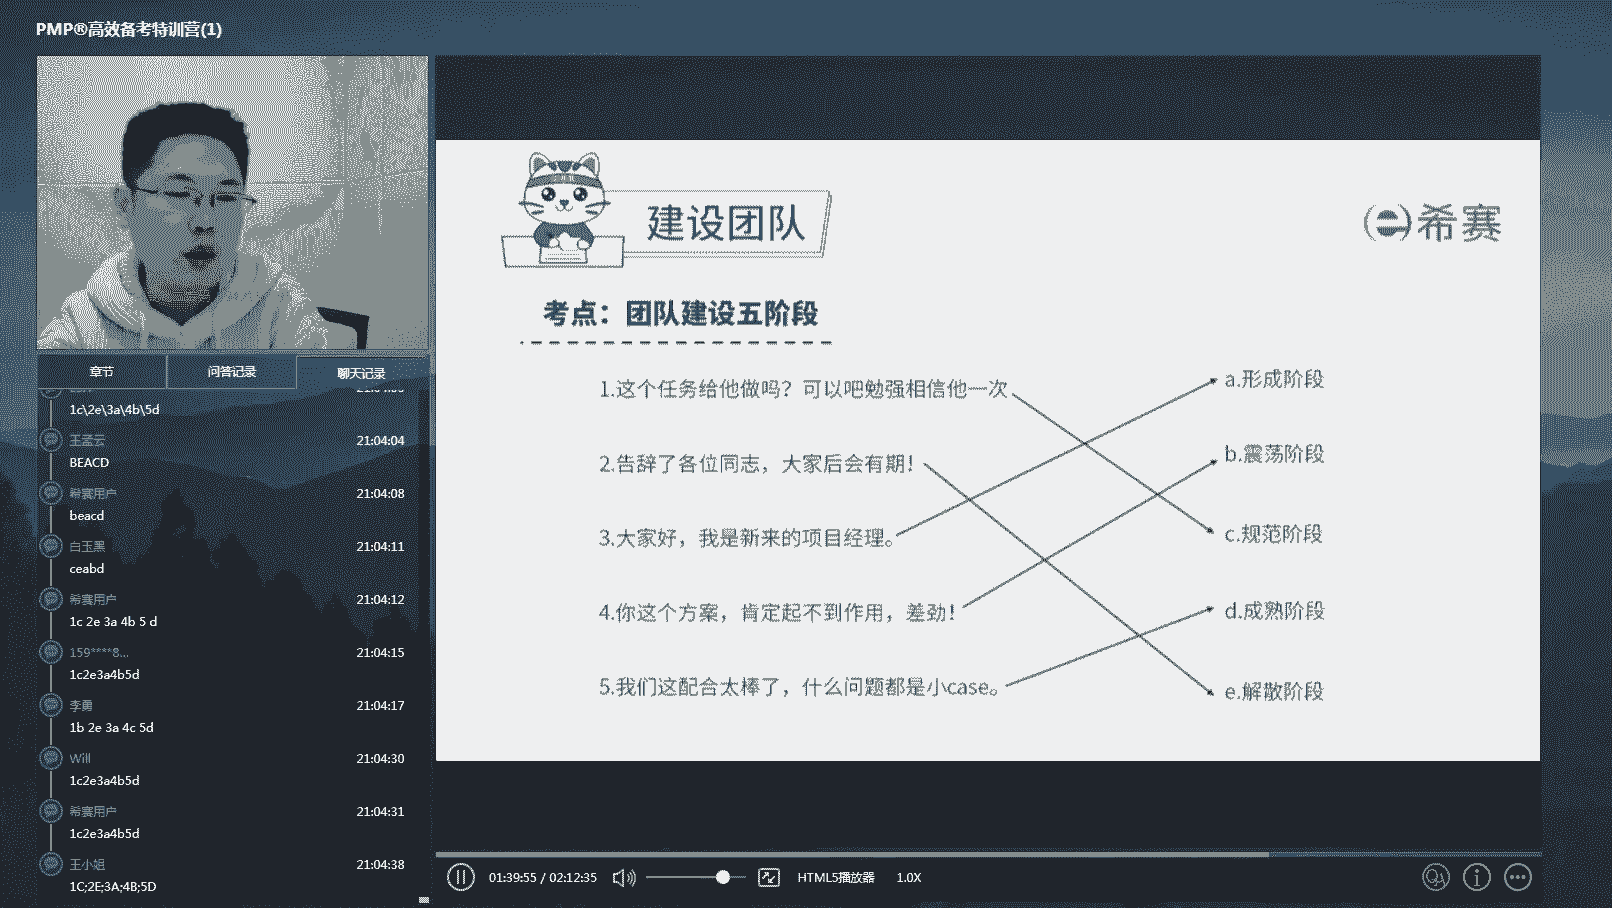 PMP®高效备考特训营(1)
建设团队
希赛
考点：团队建设五阶段
1.这个任务给他做吗？可以吧勉强相信他一次
2.告辞了各位同志，大家后会有期！
3.大家好，我是新来的项目经理。
4.你这个方案，肯定起不到作用，差劲！
5.我们这配合太棒了，什么问题都是小case。
a.形成阶段
b.震荡阶段
c.规范阶段
d.成熟阶段
e.解散阶段
章节
问答记录
聊天记录
1c\2e\3a\4b\5d
王孟云 21:04:04
BEACD
希赛用户 21:04:08
beacd
白玉黑 21:04:11
ceabd
希赛用户 21:04:12
1c 2e 3a 4b 5 d
159****8... 21:04:15
1c2e3a4b5d
李勇 21:04:17
1b 2e 3a 4c 5d
Will 21:04:30
1c2e3a4b5d
希赛用户 21:04:31
1c2e3a4b5d
王小姐 21:04:38
1C;2E;3A;4B;5D
01:39:55 / 02:12:35 HTML5播放器 1.0X